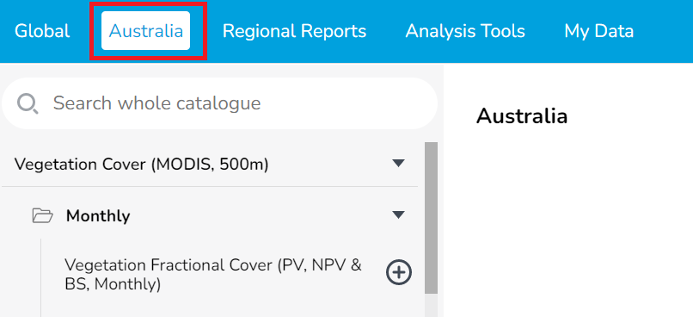 Global Australia Regional Reports Analysis Tools My Data
Search whole catalogue
Australia
Vegetation Cover (MODIS, 500m)
Monthly
Vegetation Fractional Cover (PV, NPV &
BS, Monthly)